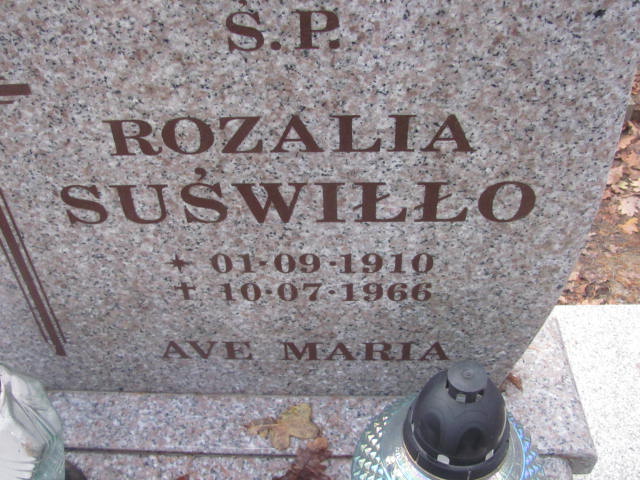 Ś.P.
ROZALIA
SUŚWIŁŁO
* 01-09-1910
† 10-07-1966
AVE MARIA